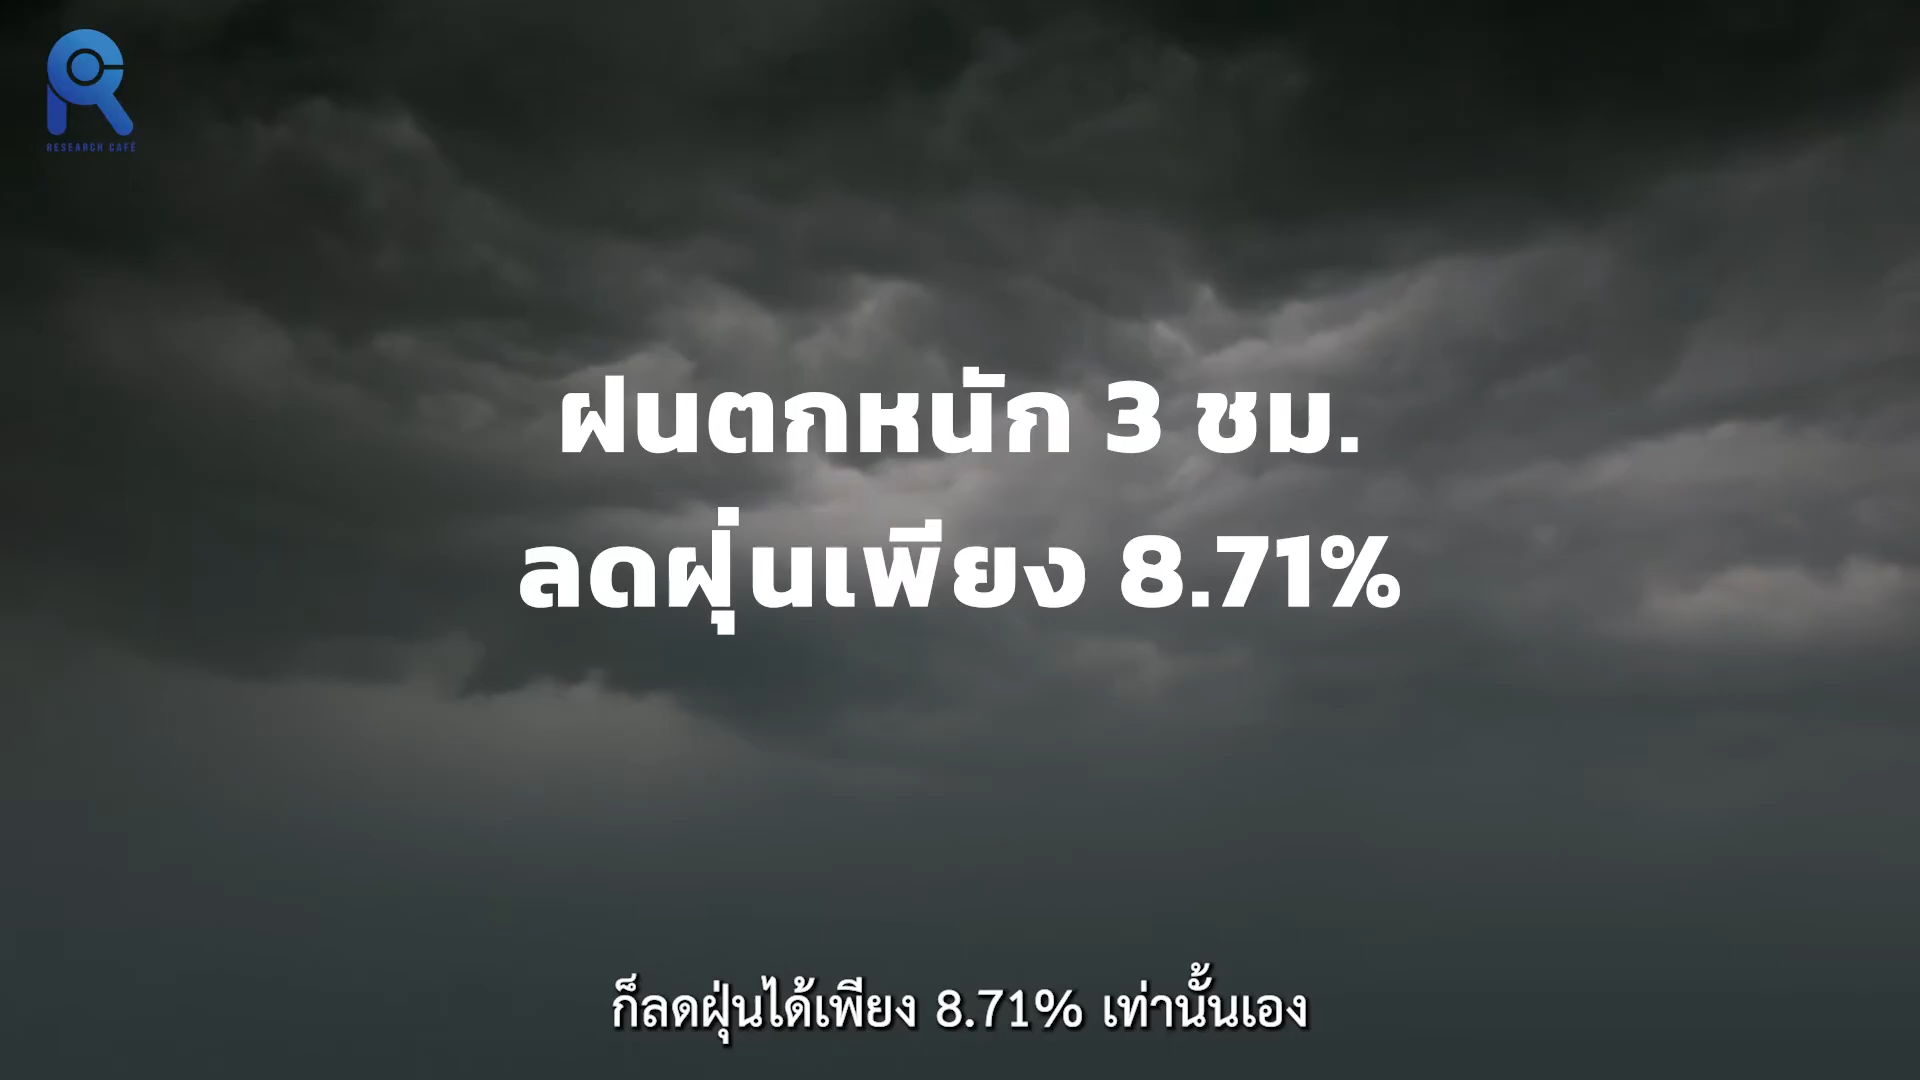 RESEARCH CAFÉ
ฝนตกหนัก 3 ชม.
ลดฝุ่นเพียง 8.71%
ก็ลดฝุ่นได้เพียง 8.71% เท่านั้นเอง